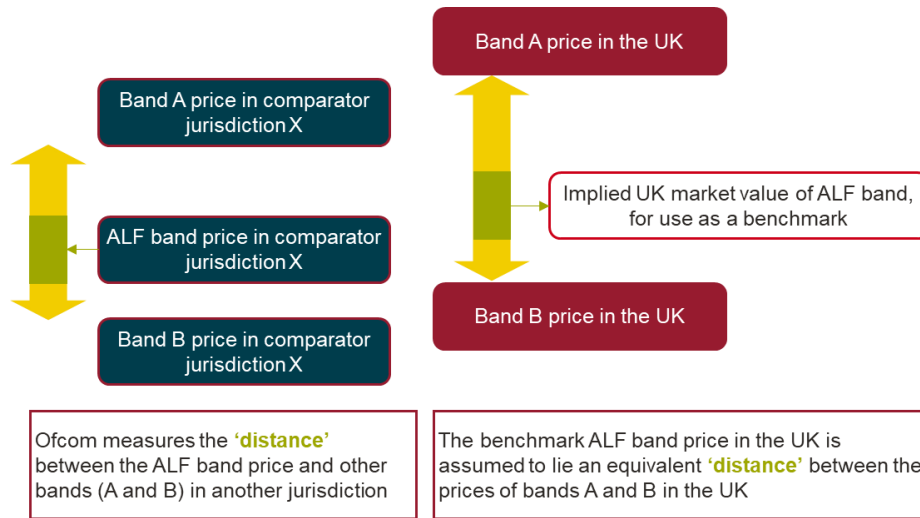 Band A price in comparator
jurisdiction X
ALF band price in comparator
jurisdiction X
Band B price in comparator
jurisdiction X
Band A price in the UK
Implied UK market value of ALF band,
for use as a benchmark
Band B price in the UK
Ofcom measures the ‘distance’
between the ALF band price and other
bands (A and B) in another jurisdiction
The benchmark ALF band price in the UK is
assumed to lie an equivalent ‘distance’ between the
prices of bands A and B in the UK